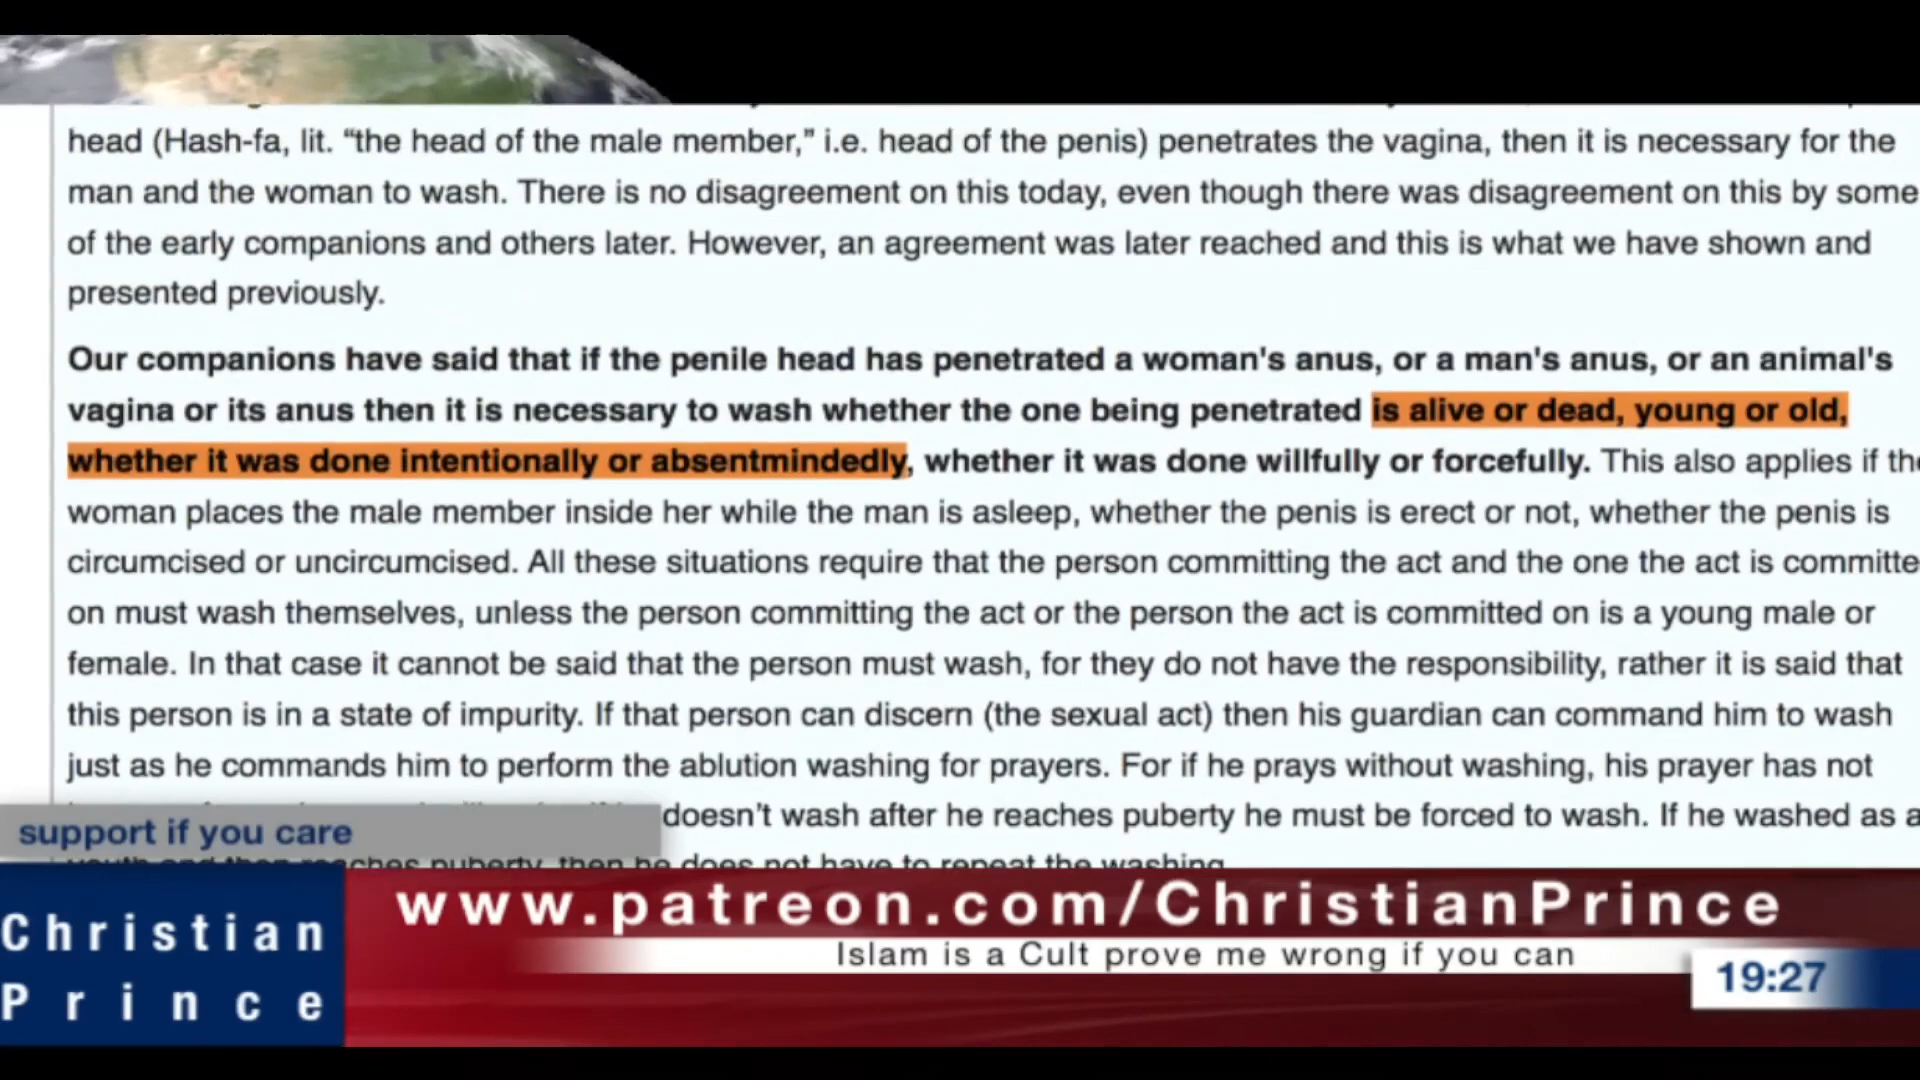 head (Hash-fa, lit. “the head of the male member,” i.e. head of the penis) penetrates the vagina, then it is necessary for the
man and the woman to wash. There is no disagreement on this today, even though there was disagreement on this by some
of the early companions and others later. However, an agreement was later reached and this is what we have shown and
presented previously.
Our companions have said that if the penile head has penetrated a woman's anus, or a man's anus, or an animal's
vagina or its anus then it is necessary to wash whether the one being penetrated is alive or dead, young or old,
whether it was done intentionally or absentmindedly, whether it was done willfully or forcefully. This also applies if the
woman places the male member inside her while the man is asleep, whether the penis is erect or not, whether the penis is
circumcised or uncircumcised. All these situations require that the person committing the act and the one the act is committe
on must wash themselves, unless the person committing the act or the person the act is committed on is a young male or
female. In that case it cannot be said that the person must wash, for they do not have the responsibility, rather it is said that
this person is in a state of impurity. If that person can discern (the sexual act) then his guardian can command him to wash
just as he commands him to perform the ablution washing for prayers. For if he prays without washing, his prayer has not
doesn’t wash after he reaches puberty he must be forced to wash. If he washed as a
youth and then reaches puberty, then he does not have to repeat the washing.
support if you care
Christian
Prince
www.patreon.com/ChristianPrince
Islam is a Cult prove me wrong if you can
19:27